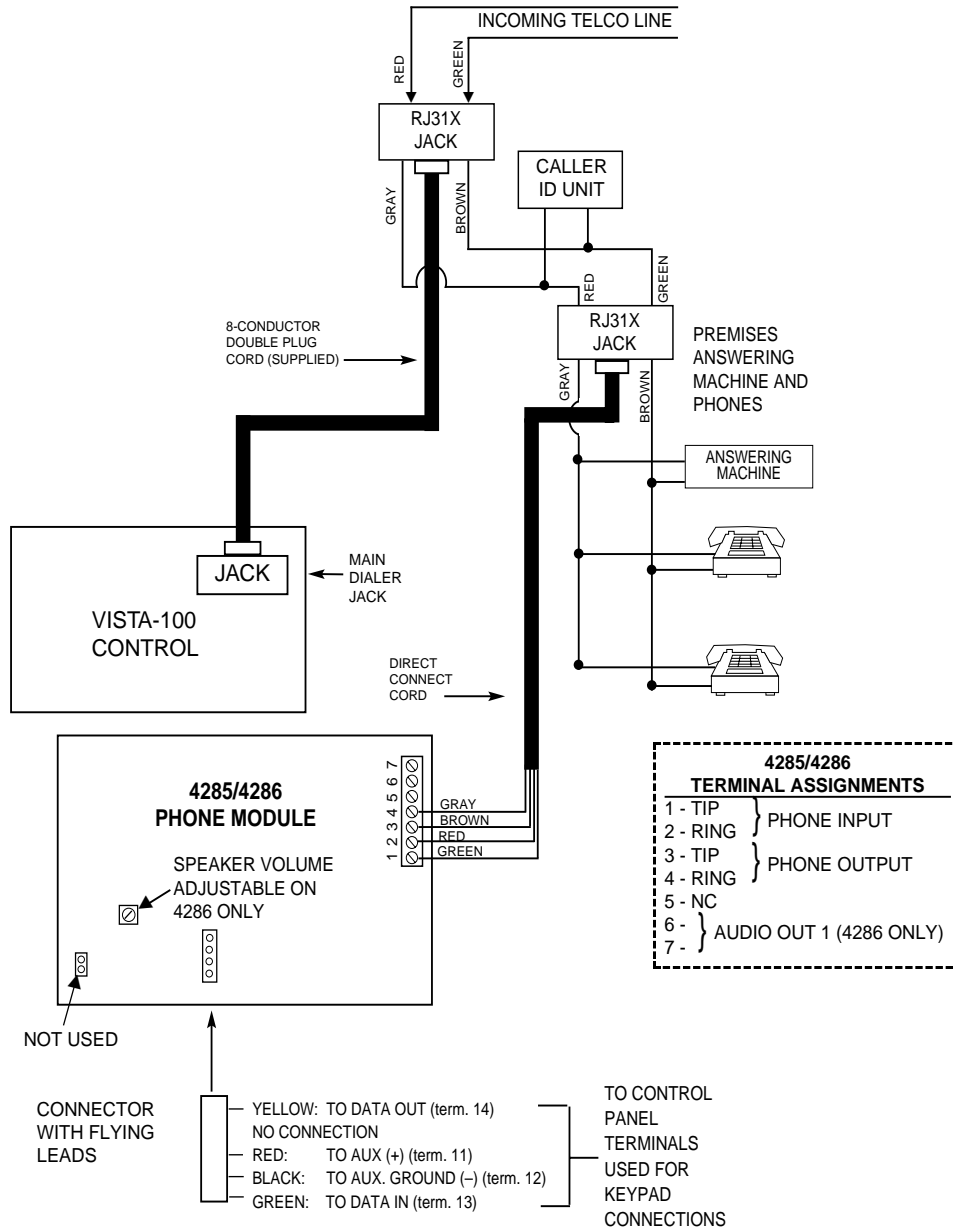 INCOMING TELCO LINE
RED
GREEN
RJ31X
JACK
CALLER
ID UNIT
GRAY
BROWN
RED
GREEN
8-CONDUCTOR
DOUBLE PLUG
CORD (SUPPLIED)
RJ31X
JACK
PREMISES
ANSWERING
MACHINE AND
PHONES
GRAY
BROWN
ANSWERING
MACHINE
JACK
MAIN
DIALER
JACK
VISTA-100
CONTROL
DIRECT
CONNECT
CORD
4285/4286
PHONE MODULE
7
6
5
4
3
2
1
GRAY
BROWN
RED
GREEN
SPEAKER VOLUME
ADJUSTABLE ON
4286 ONLY
NOT USED
4285/4286
TERMINAL ASSIGNMENTS
1 - TIP
2 - RING
} PHONE INPUT
3 - TIP
4 - RING
} PHONE OUTPUT
5 - NC
6 -
7 -
} AUDIO OUT 1 (4286 ONLY)
CONNECTOR
WITH FLYING
LEADS
YELLOW: TO DATA OUT (term. 14)
NO CONNECTION
RED: TO AUX (+) (term. 11)
BLACK: TO AUX. GROUND (–) (term. 12)
GREEN: TO DATA IN (term. 13)
TO CONTROL
PANEL
TERMINALS
USED FOR
KEYPAD
CONNECTIONS